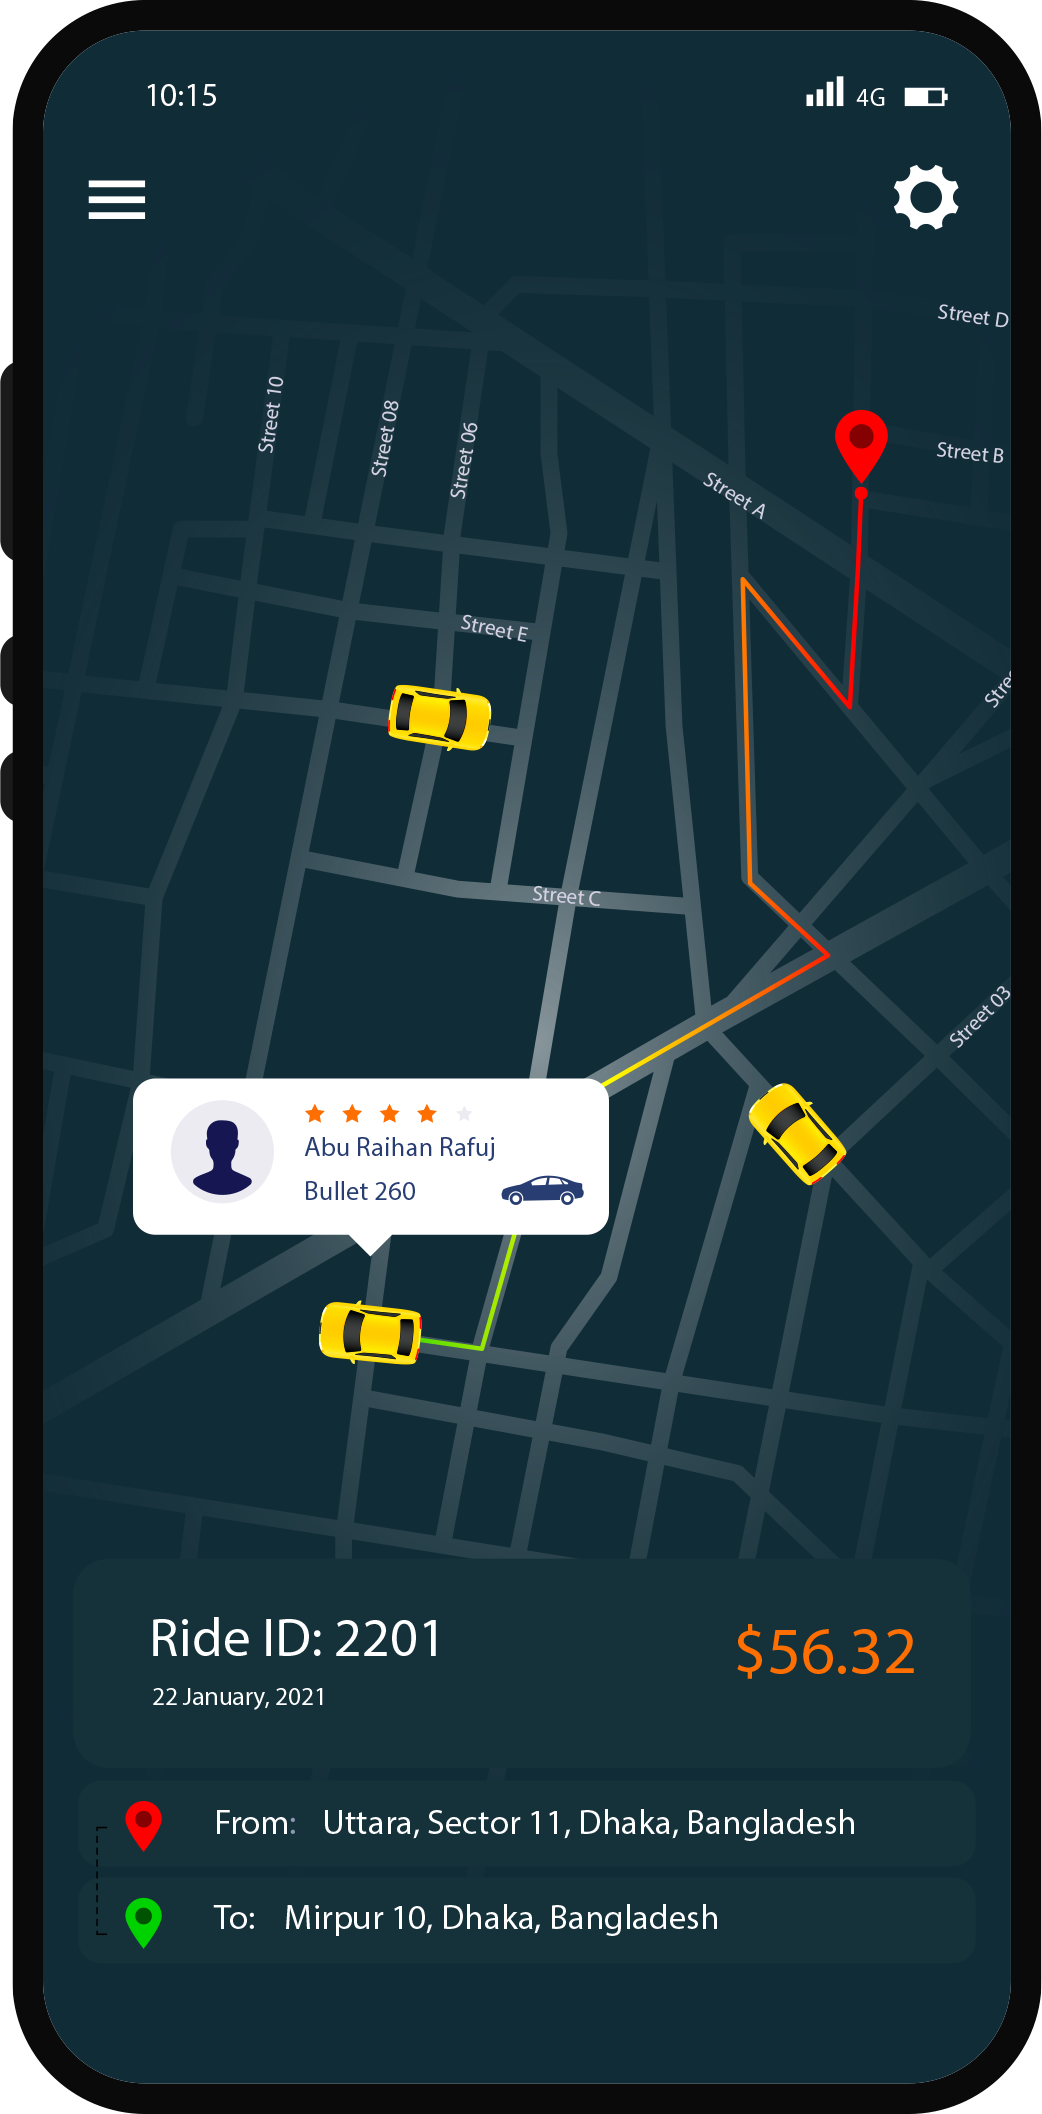 10:15
4G
Street D
Street 10
Street 08
Street 06
Street B
Street A
Street E
Street C
Street 03
Abu Raihan Rafuj
Bullet 260
Ride ID: 2201
$56.32
22 January, 2021
From: Uttara, Sector 11, Dhaka, Bangladesh
To: Mirpur 10, Dhaka, Bangladesh